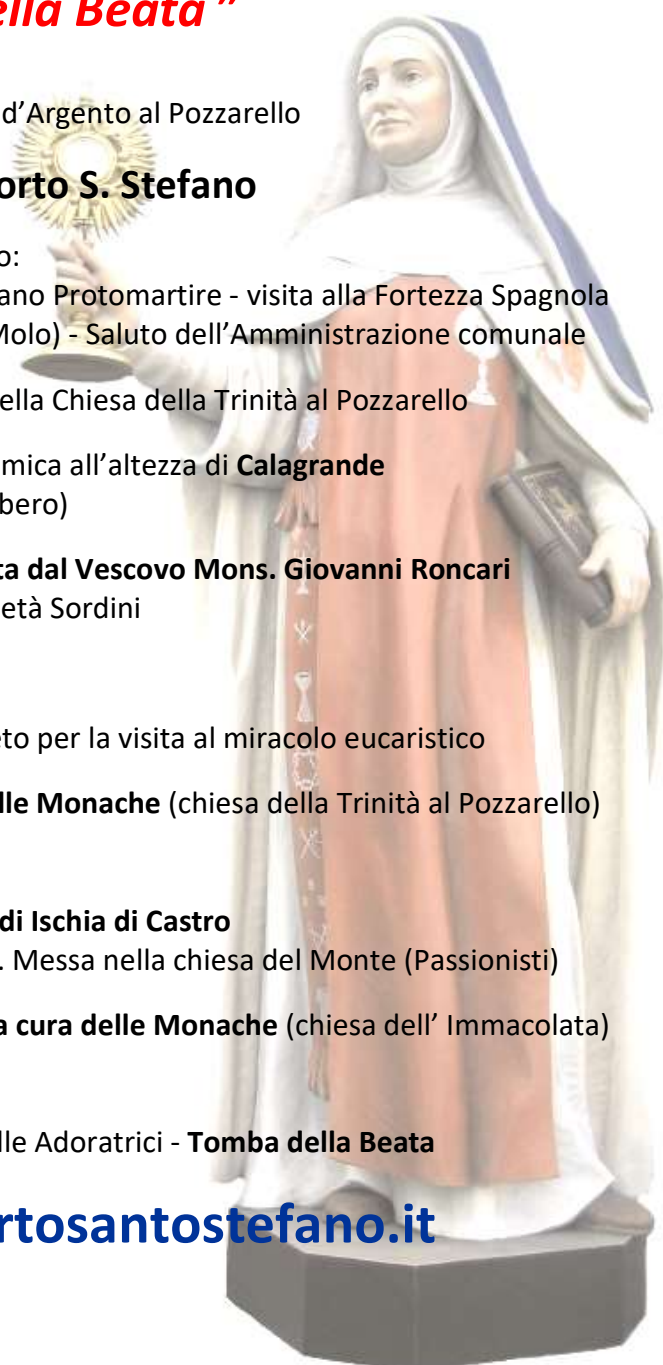 ella Beata"
d'Argento al Pozzarello
orto S. Stefano
o:
ano Protomartire - visita alla Fortezza Spagnola
Molo) - Saluto dell'Amministrazione comunale
ella Chiesa della Trinità al Pozzarello
mica all'altezza di Calagrande
bero)
ta dal Vescovo Mons. Giovanni Roncari
età Sordini
eto per la visita al miracolo eucaristico
lle Monache (chiesa della Trinità al Pozzarello)
di Ischia di Castro
. Messa nella chiesa del Monte (Passionisti)
a cura delle Monache (chiesa dell' Immacolata)
lle Adoratrici - Tomba della Beata
rtosantostefano.it